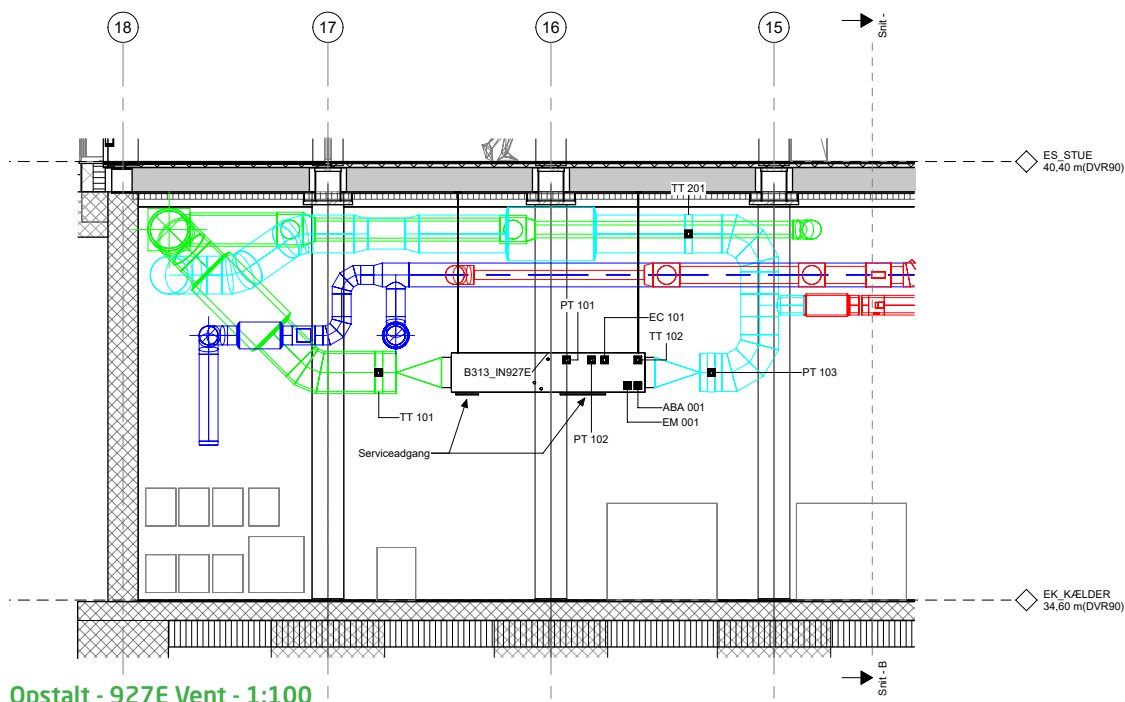 18
17
16
15
Snit -
ES_STUE
40,40 m(DVR90)
TT 201
PT 101
EC 101
TT 102
B313_IN927E
PT 103
TT 101
ABA 001
EM 001
PT 102
Serviceadgang
EK_KÆLDER
34,60 m(DVR90)
Snit - B
Opstalt - 927E Vent - 1:100